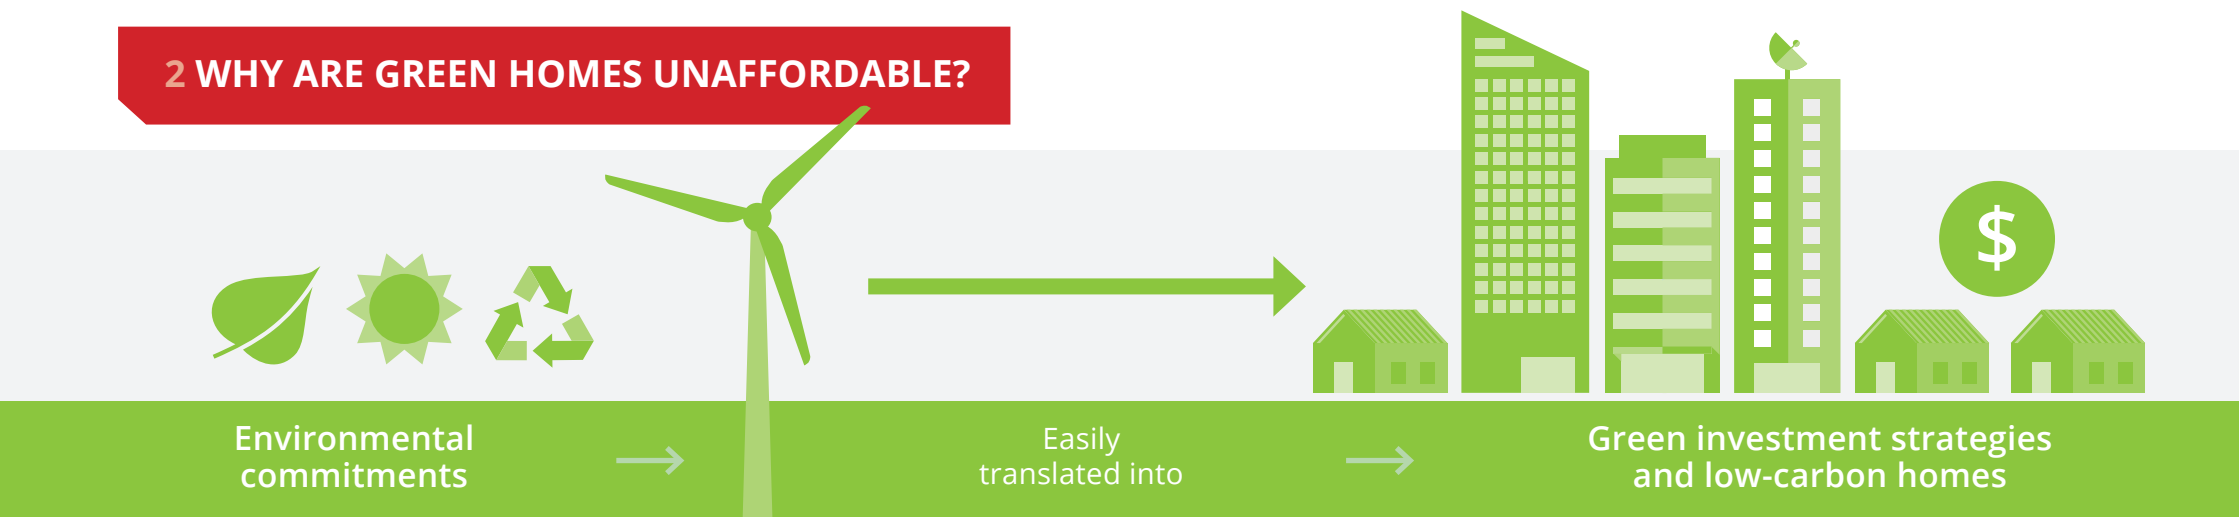 2 WHY ARE GREEN HOMES UNAFFORDABLE?
$
Environmental
commitments
Easily
translated into
Green investment strategies
and low-carbon homes